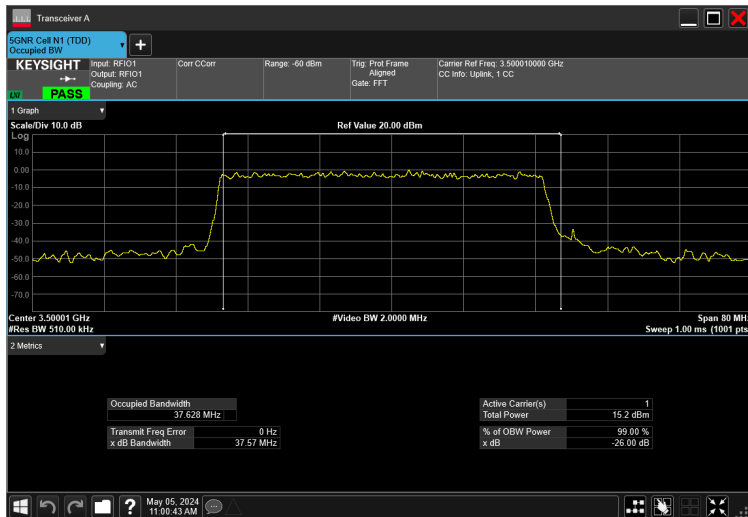 Transceiver A
5GNR Cell N1 (TDD)
Occupied BW
KEYSIGHT
LXI
PASS
Input: RFIO1
Output: RFIO1
Coupling: AC
Corr CCorr
Range: -60 dBm
Trig: Prot Frame
Aligned
Gate: FFT
Carrier Ref Freq: 3.500010000 GHz
CC Info: Uplink, 1 CC
1 Graph
Scale/Div 10.0 dB
Ref Value 20.00 dBm
Log
10.0
0.00
-10.0
-20.0
-30.0
-40.0
-50.0
-60.0
-70.0
Center 3.50001 GHz
#Video BW 2.0000 MHz
Span 80 MHz
#Res BW 510.00 kHz
Sweep 1.00 ms (1001 pts
2 Metrics
Occupied Bandwidth
37.628 MHz
Transmit Freq Error 0 Hz
x dB Bandwidth 37.57 MHz
Active Carrier(s) 1
Total Power 15.2 dBm
% of OBW Power 99.00 %
x dB -26.00 dB
?
May 05, 2024
11:00:43 AM